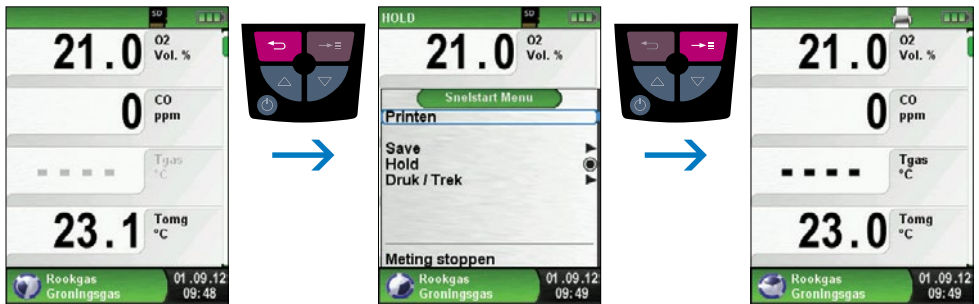 SD
21.0 O2 Vol. %
0 CO ppm
- - - - Tgas °C
23.1 Tomg °C
Rookgas 01.09.12
Groningsgas 09:48
HOLD SD
21.0 O2 Vol. %
Snelstart Menu
Printen
Save
Hold
Druk / Trek
Meting stoppen
Rookgas 01.09.12
Groningsgas 09:49
21.0 O2 Vol. %
0 CO ppm
- - - - Tgas °C
23.0 Tomg °C
Rookgas 01.09.12
Groningsgas 09:49